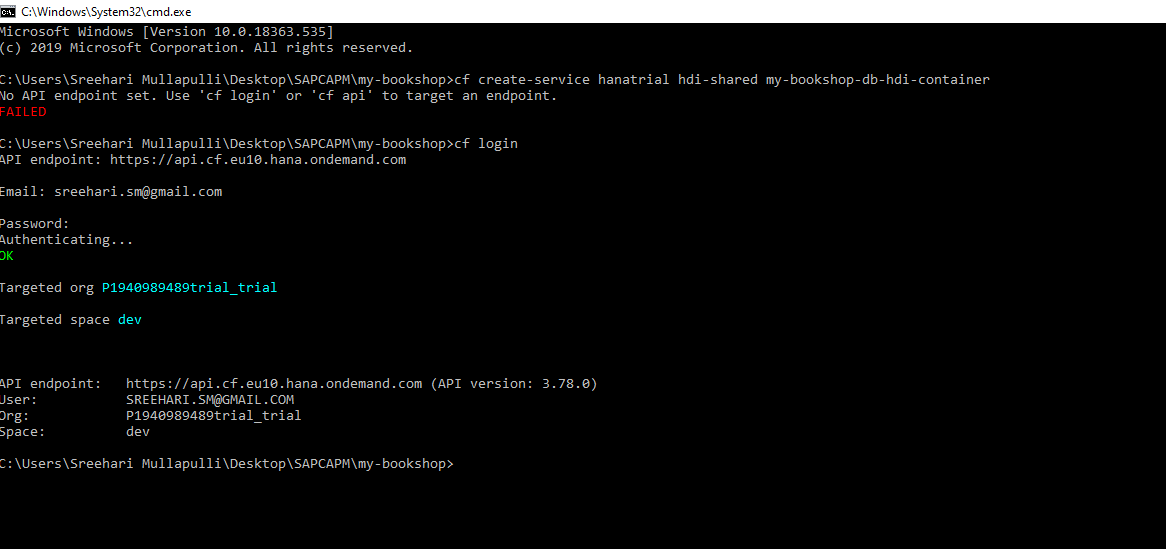 C:\Windows\System32\cmd.exe
Microsoft Windows [Version 10.0.18363.535]
(c) 2019 Microsoft Corporation. All rights reserved.
C:\Users\Sreehari Mullapulli\Desktop\SAPCAPM\my-bookshop>cf create-service hanatrial hdi-shared my-bookshop-db-hdi-container
No API endpoint set. Use 'cf login' or 'cf api' to target an endpoint.
FAILED
C:\Users\Sreehari Mullapulli\Desktop\SAPCAPM\my-bookshop>cf login
API endpoint: https://api.cf.eu10.hana.ondemand.com
Email: sreehari.sm@gmail.com
Password:
Authenticating...
OK
Targeted org P1940989489trial_trial
Targeted space dev
API endpoint:   https://api.cf.eu10.hana.ondemand.com (API version: 3.78.0)
User:           SREEHARI.SM@GMAIL.COM
Org:            P1940989489trial_trial
Space:          dev
C:\Users\Sreehari Mullapulli\Desktop\SAPCAPM\my-bookshop>